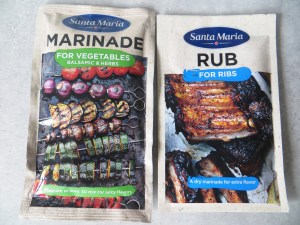 Santa Maria
MARINADE
FOR VEGETABLES
BALSAMIC & HERBS
Santa Maria
RUB
FOR RIBS
A dry marinade for extra flavor